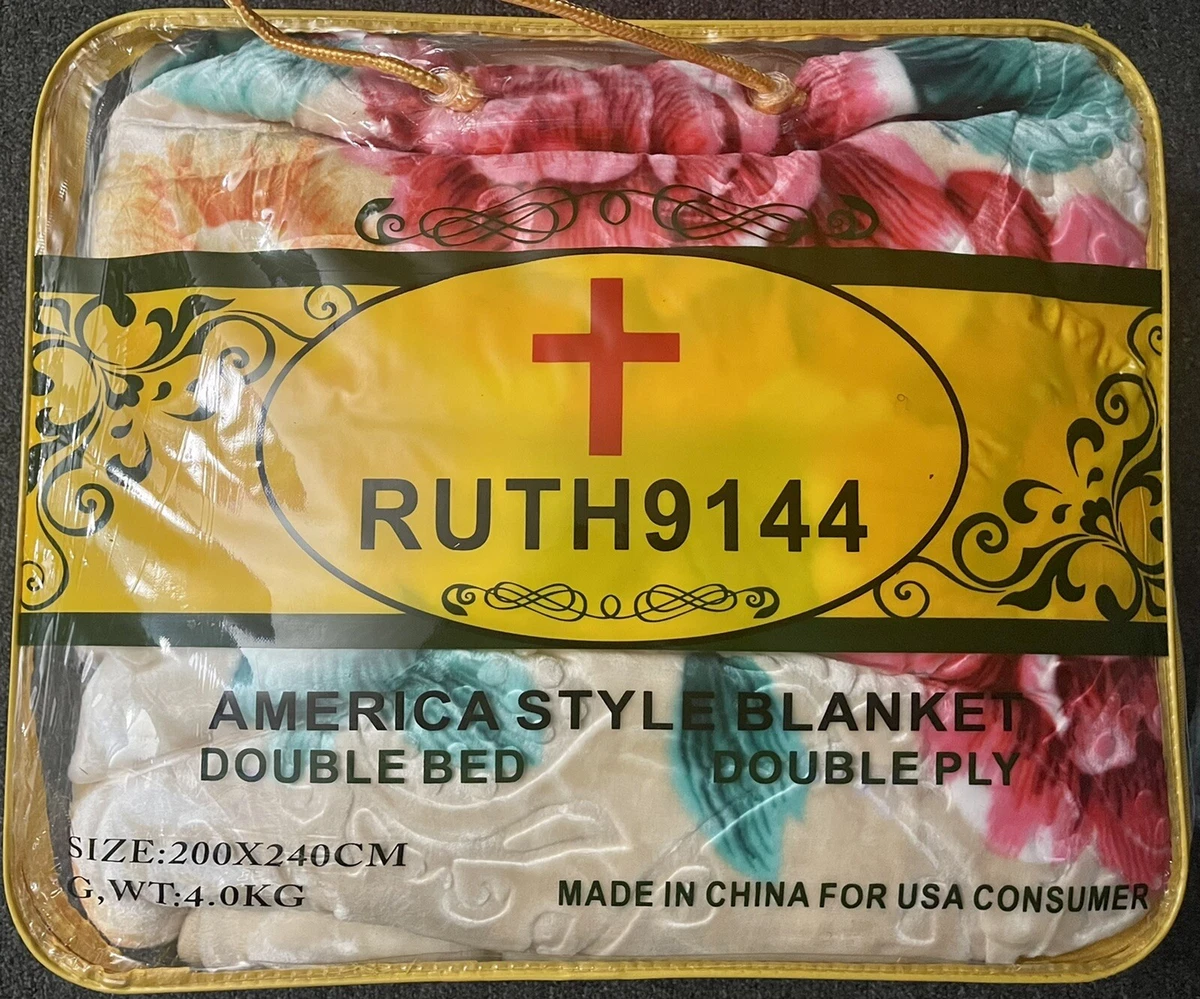 RUTH9144
AMERICA STYLE BLANKET
DOUBLE BED DOUBLE PLY
SIZE:200X240CM
G,WT:4.0KG
MADE IN CHINA FOR USA CONSUMER